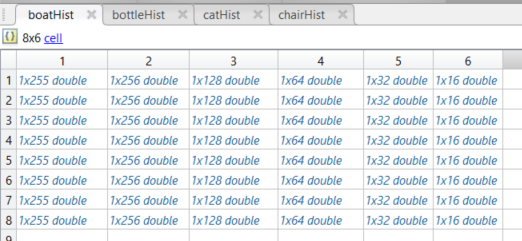 boatHist bottleHist catHist chairHist
{} 8x6 cell
1 2 3 4 5 6
1 1x255 double 1x256 double 1x128 double 1x64 double 1x32 double 1x16 double
2 1x255 double 1x256 double 1x128 double 1x64 double 1x32 double 1x16 double
3 1x255 double 1x256 double 1x128 double 1x64 double 1x32 double 1x16 double
4 1x255 double 1x256 double 1x128 double 1x64 double 1x32 double 1x16 double
5 1x255 double 1x256 double 1x128 double 1x64 double 1x32 double 1x16 double
6 1x255 double 1x256 double 1x128 double 1x64 double 1x32 double 1x16 double
7 1x255 double 1x256 double 1x128 double 1x64 double 1x32 double 1x16 double
8 1x255 double 1x256 double 1x128 double 1x64 double 1x32 double 1x16 double